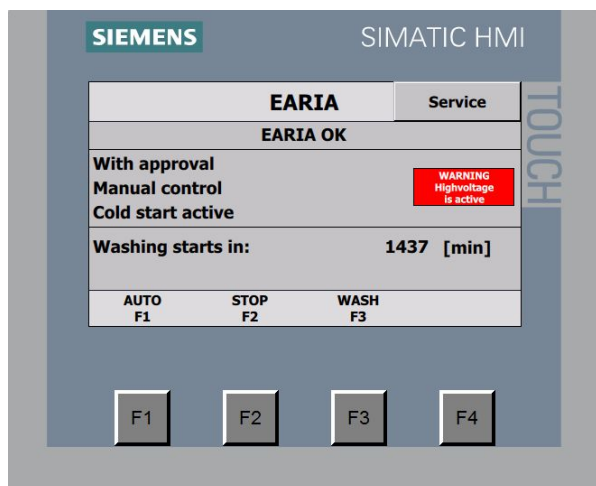 SIEMENS
SIMATIC HMI
TOUCH
EARIA
Service
EARIA OK
With approval
Manual control
Cold start active
WARNING
Highvoltage
is active
Washing starts in: 1437 [min]
AUTO STOP WASH
F1 F2 F3
F1 F2 F3 F4